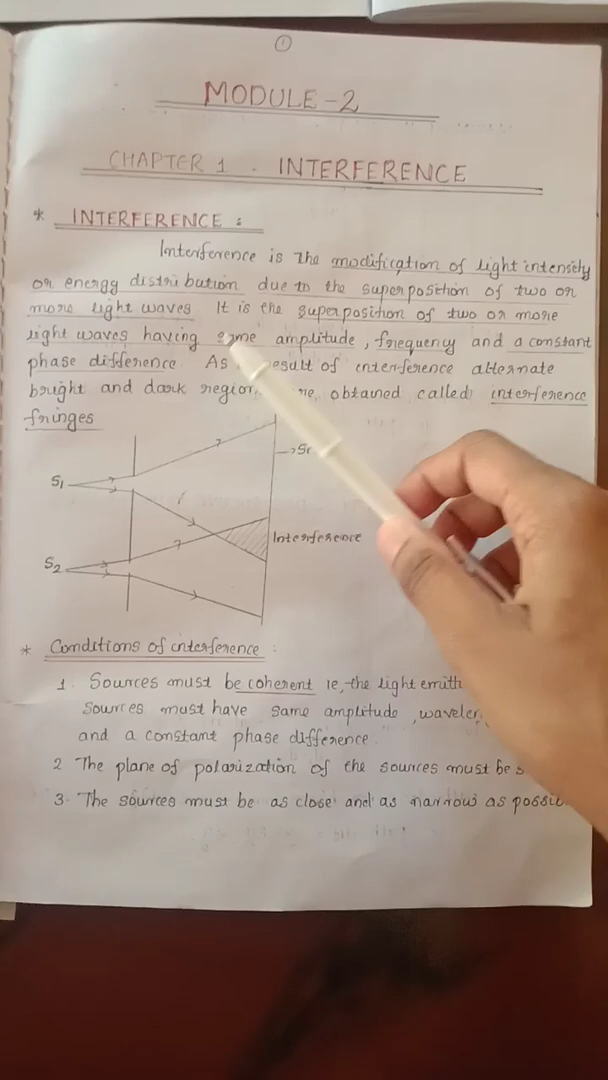 1
MODULE-2
CHAPTER 1. INTERFERENCE
* INTERFERENCE:
Interference is the modification of light intensity
or energy distribution due to the superposition of two or
more light waves. It is the superposition of two or more
light waves having same amplitude, frequency and a constant
phase difference. As result of interference alternate
bright and dark obtained called interference
fringes
S1
Interference
S2
* Conditions of interference:
1. Sources must be coherent ie, the light
sources must have same amplitude,
and a constant phase difference.
2 The plane of polarization of the sources must be
3. The sources must be as close and as narrow as